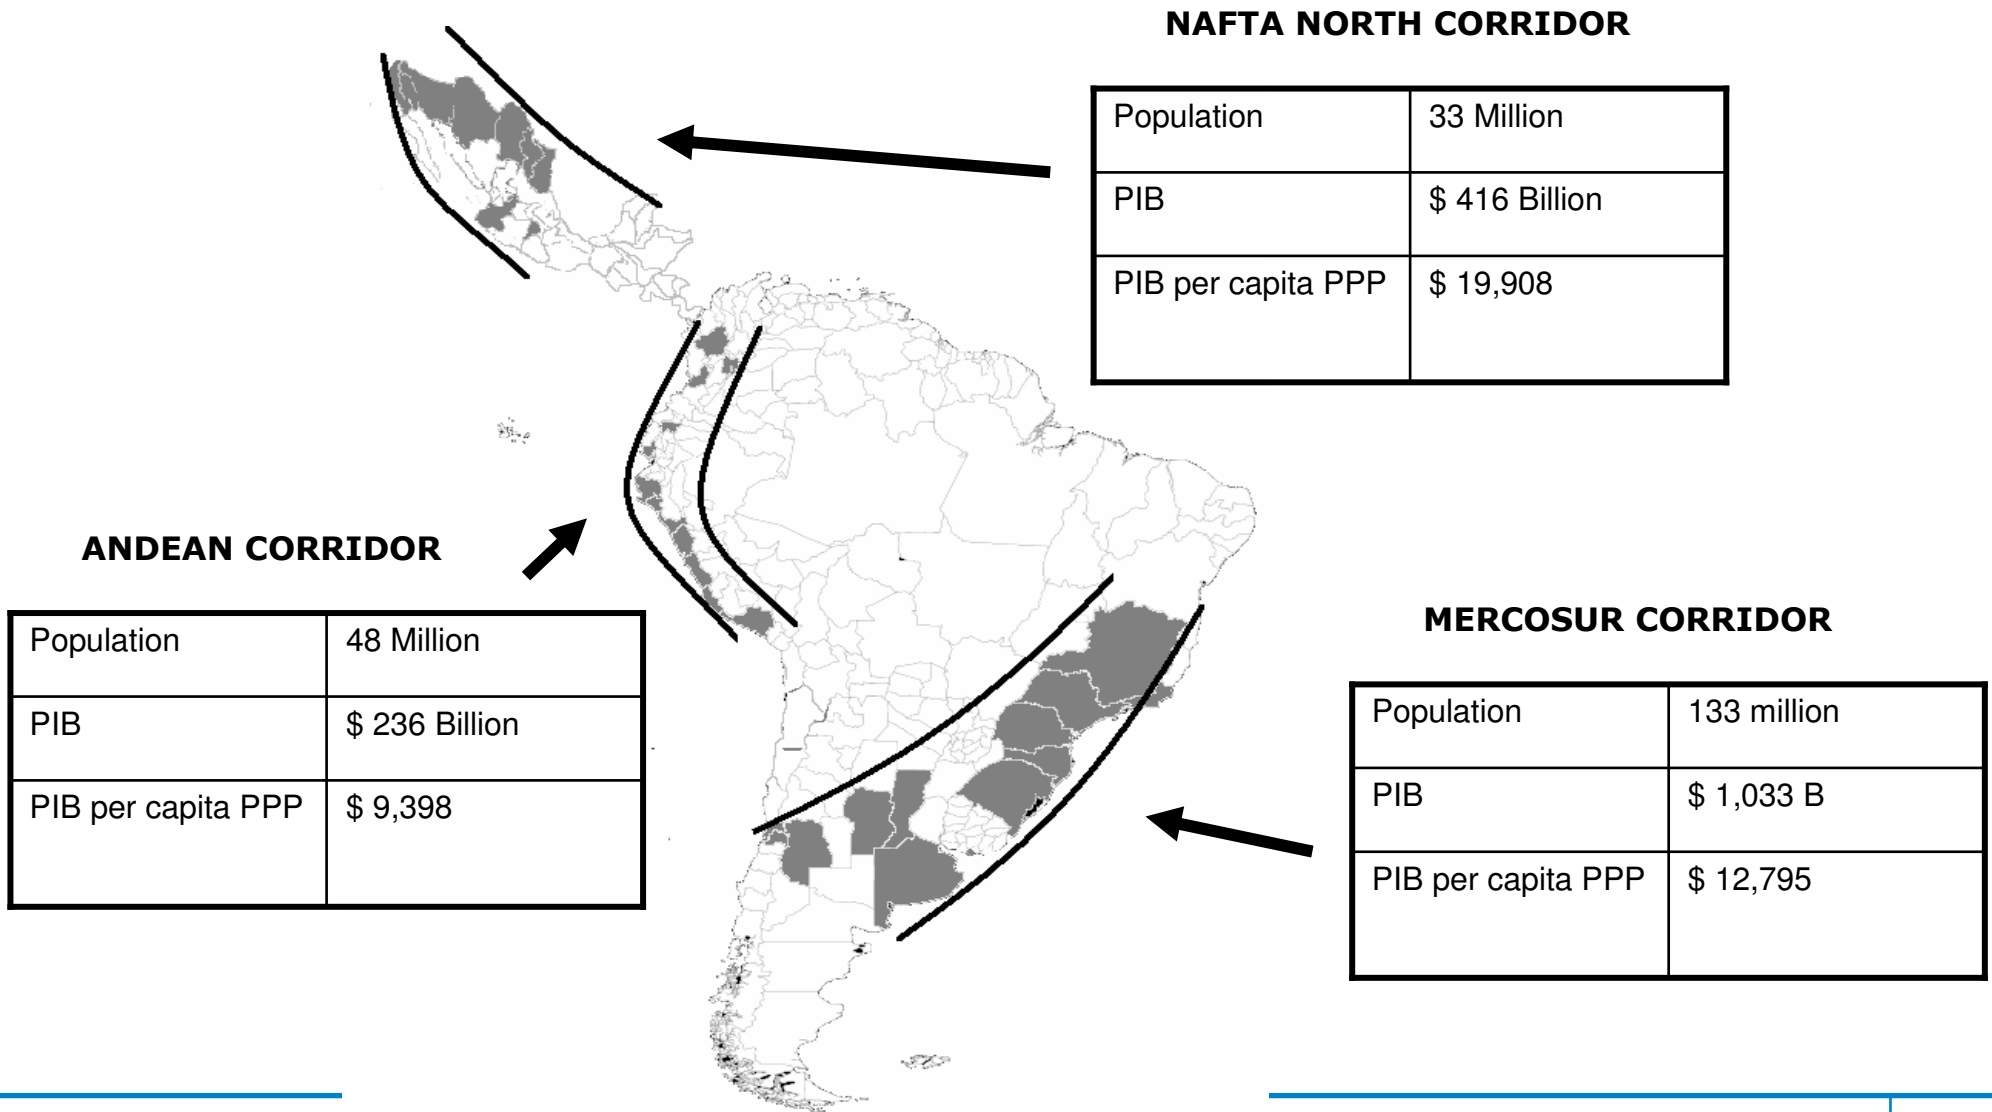 NAFTA NORTH CORRIDOR
Population 33 Million
PIB $ 416 Billion
PIB per capita PPP $ 19,908
ANDEAN CORRIDOR
Population 48 Million
PIB $ 236 Billion
PIB per capita PPP $ 9,398
MERCOSUR CORRIDOR
Population 133 million
PIB $ 1,033 B
PIB per capita PPP $ 12,795